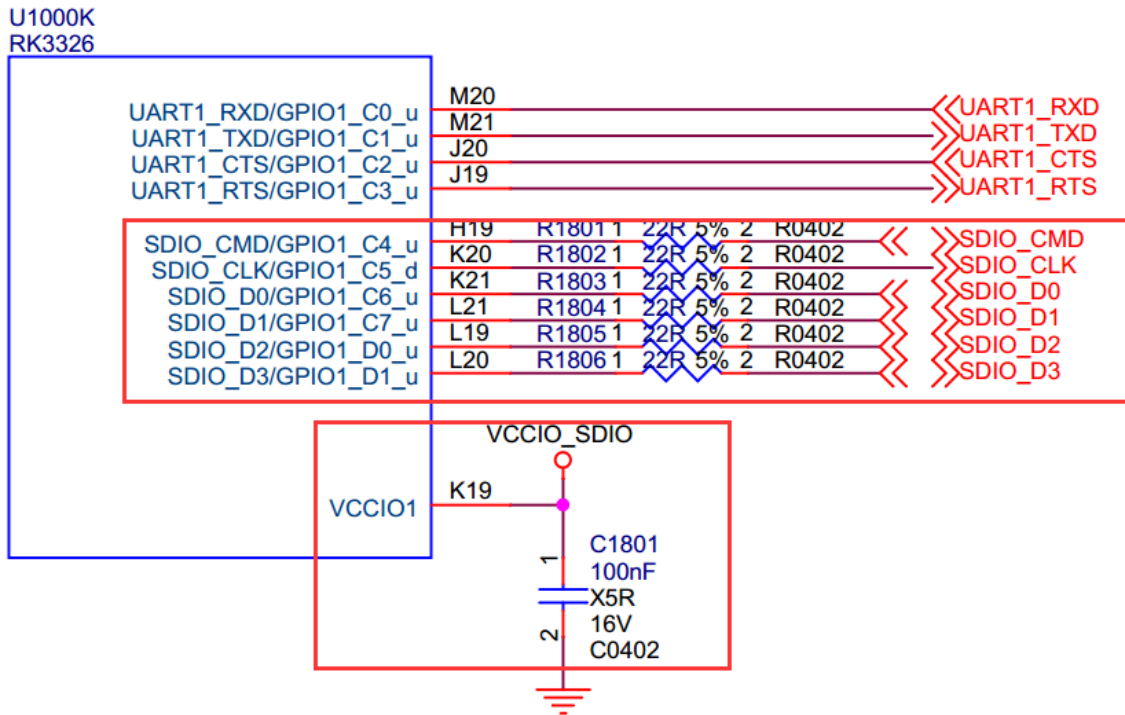 U1000K
RK3326
UART1_RXD/GPIO1_C0_u M20 UART1_RXD
UART1_TXD/GPIO1_C1_u M21 UART1_TXD
UART1_CTS/GPIO1_C2_u J20 UART1_CTS
UART1_RTS/GPIO1_C3_u J19 UART1_RTS
SDIO_CMD/GPIO1_C4_u H19 R1801 1 22R 5% 2 R0402 SDIO_CMD
SDIO_CLK/GPIO1_C5_d K20 R1802 1 22R 5% 2 R0402 SDIO_CLK
SDIO_D0/GPIO1_C6_u K21 R1803 1 22R 5% 2 R0402 SDIO_D0
SDIO_D1/GPIO1_C7_u L21 R1804 1 22R 5% 2 R0402 SDIO_D1
SDIO_D2/GPIO1_D0_u L19 R1805 1 22R 5% 2 R0402 SDIO_D2
SDIO_D3/GPIO1_D1_u L20 R1806 1 22R 5% 2 R0402 SDIO_D3
VCCIO_SDIO
VCCIO1 K19
1
C1801
100nF
X5R
16V
2
C0402